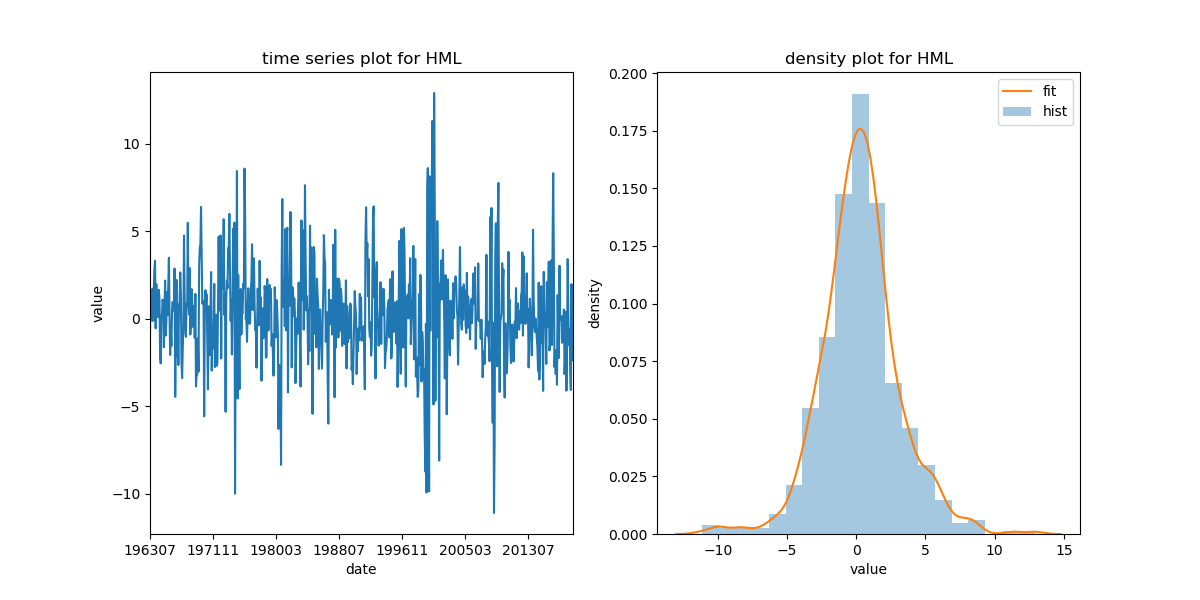 time series plot for HML
value
10
5
0
−5
−10
196307 197111 198003 198807 199611 200503 201307
date
density plot for HML
density
0.200
0.175
0.150
0.125
0.100
0.075
0.050
0.025
0.000
fit
hist
−10 −5 0 5 10 15
value